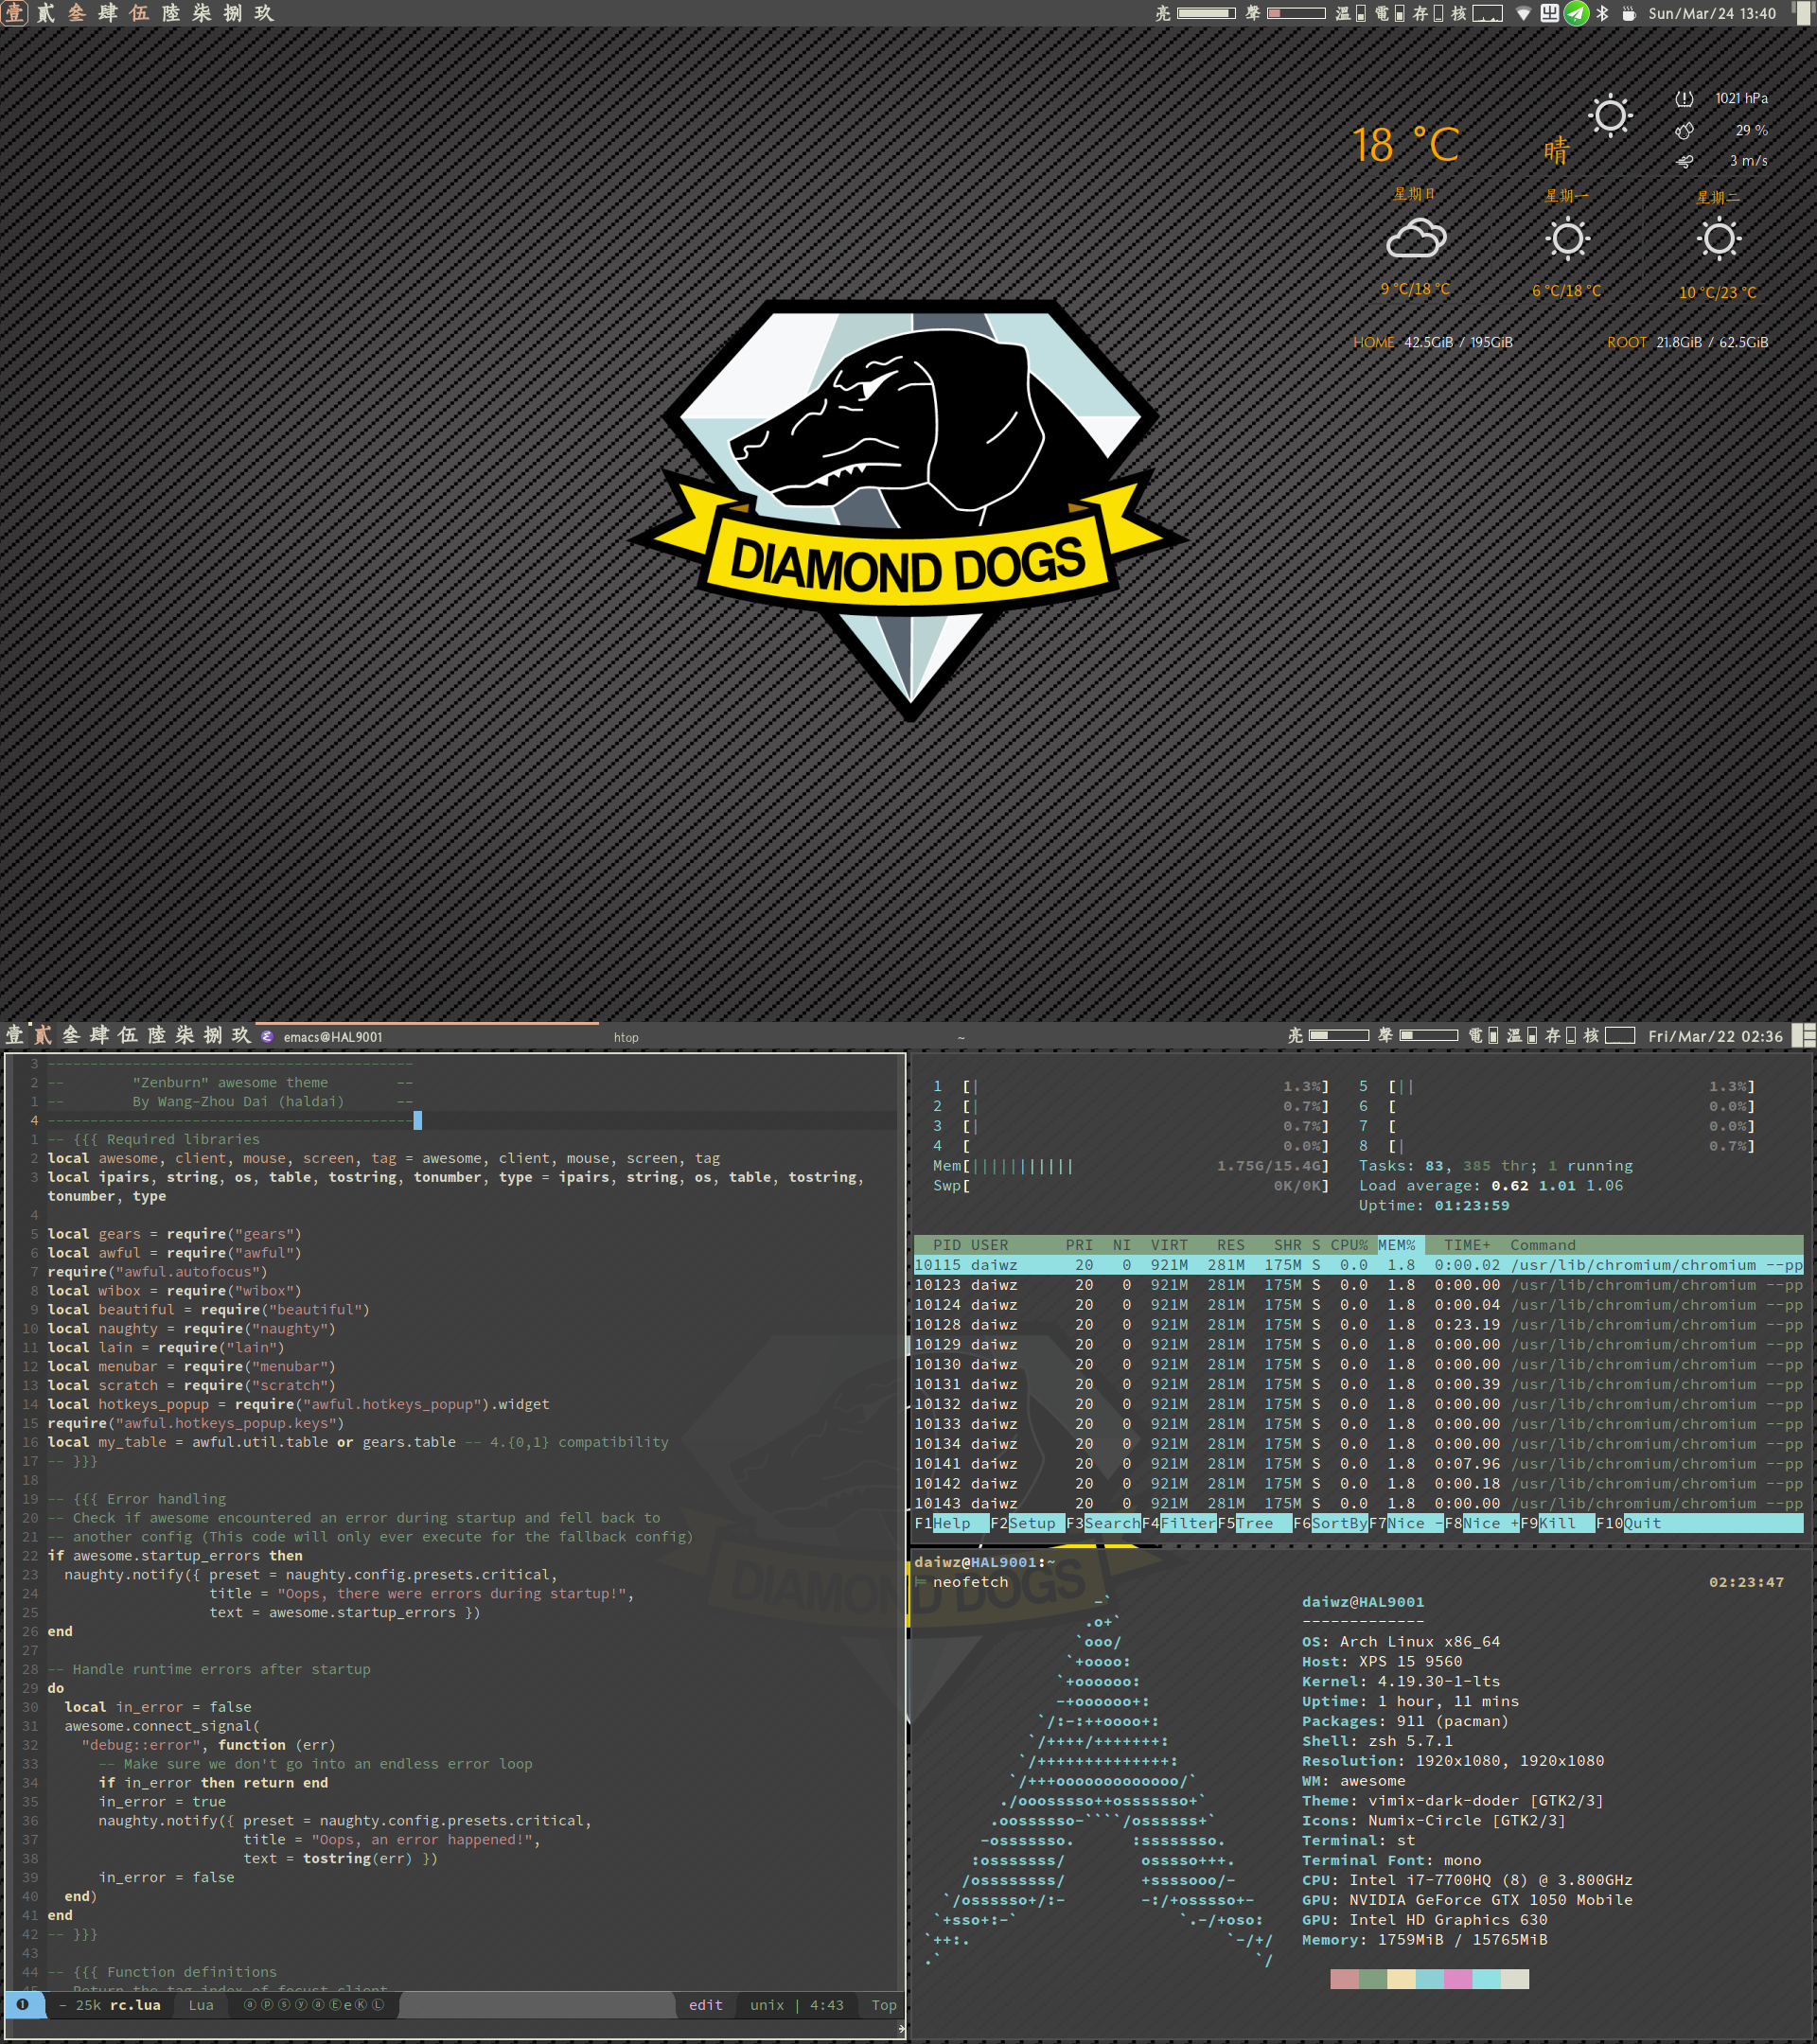 壹 貳 叁 肆 伍 陸 柒 捌 玖
亮 聲 溫 電 存 核 Sun/Mar/24 13:40
18 °C
晴
1021 hPa
29 %
3 m/s
星期日 星期一 星期二
9 °C/18 °C 6 °C/18 °C 10 °C/23 °C
HOME 42.5GiB / 195GiB ROOT 21.8GiB / 62.5GiB
DIAMOND DOGS
壹 貳 叁 肆 伍 陸 柒 捌 玖 emacs@HAL9001 htop ~ 亮 聲 電 溫 存 核 Fri/Mar/22 02:36
3 -------------------------------------------
2 -- "Zenburn" awesome theme --
1 -- By Wang-Zhou Dai (haldai) --
4 -------------------------------------------
1 -- {{{ Required libraries
2 local awesome, client, mouse, screen, tag = awesome, client, mouse, screen, tag
3 local ipairs, string, os, table, tostring, tonumber, type = ipairs, string, os, table, tostring,
tonumber, type
4
5 local gears = require("gears")
6 local awful = require("awful")
7 require("awful.autofocus")
8 local wibox = require("wibox")
9 local beautiful = require("beautiful")
10 local naughty = require("naughty")
11 local lain = require("lain")
12 local menubar = require("menubar")
13 local scratch = require("scratch")
14 local hotkeys_popup = require("awful.hotkeys_popup").widget
15 require("awful.hotkeys_popup.keys")
16 local my_table = awful.util.table or gears.table -- 4.{0,1} compatibility
17 -- }}}
18
19 -- {{{ Error handling
20 -- Check if awesome encountered an error during startup and fell back to
21 -- another config (This code will only ever execute for the fallback config)
22 if awesome.startup_errors then
23 naughty.notify({ preset = naughty.config.presets.critical,
24 title = "Oops, there were errors during startup!",
25 text = awesome.startup_errors })
26 end
27
28 -- Handle runtime errors after startup
29 do
30 local in_error = false
31 awesome.connect_signal(
32 "debug::error", function (err)
33 -- Make sure we don't go into an endless error loop
34 if in_error then return end
35 in_error = true
36 naughty.notify({ preset = naughty.config.presets.critical,
37 title = "Oops, an error happened!",
38 text = tostring(err) })
39 in_error = false
40 end)
41 end
42 -- }}}
43
44 -- {{{ Function definitions
❶ - 25k rc.lua Lua ⓐⓟⓢⓨⓐⒺeⓀⓁ edit unix | 4:43 Top
1 [| 1.3%] 5 [|| 1.3%]
2 [| 0.7%] 6 [ 0.0%]
3 [| 0.7%] 7 [ 0.0%]
4 [ 0.0%] 8 [| 0.7%]
Mem[||||||||||| 1.75G/15.4G] Tasks: 83, 385 thr; 1 running
Swp[ 0K/0K] Load average: 0.62 1.01 1.06
Uptime: 01:23:59
PID USER PRI NI VIRT RES SHR S CPU% MEM% TIME+ Command
10115 daiwz 20 0 921M 281M 175M S 0.0 1.8 0:00.02 /usr/lib/chromium/chromium --pp
10123 daiwz 20 0 921M 281M 175M S 0.0 1.8 0:00.00 /usr/lib/chromium/chromium --pp
10124 daiwz 20 0 921M 281M 175M S 0.0 1.8 0:00.04 /usr/lib/chromium/chromium --pp
10128 daiwz 20 0 921M 281M 175M S 0.0 1.8 0:23.19 /usr/lib/chromium/chromium --pp
10129 daiwz 20 0 921M 281M 175M S 0.0 1.8 0:00.00 /usr/lib/chromium/chromium --pp
10130 daiwz 20 0 921M 281M 175M S 0.0 1.8 0:00.00 /usr/lib/chromium/chromium --pp
10131 daiwz 20 0 921M 281M 175M S 0.0 1.8 0:00.39 /usr/lib/chromium/chromium --pp
10132 daiwz 20 0 921M 281M 175M S 0.0 1.8 0:00.00 /usr/lib/chromium/chromium --pp
10133 daiwz 20 0 921M 281M 175M S 0.0 1.8 0:00.00 /usr/lib/chromium/chromium --pp
10134 daiwz 20 0 921M 281M 175M S 0.0 1.8 0:00.00 /usr/lib/chromium/chromium --pp
10141 daiwz 20 0 921M 281M 175M S 0.0 1.8 0:07.96 /usr/lib/chromium/chromium --pp
10142 daiwz 20 0 921M 281M 175M S 0.0 1.8 0:00.18 /usr/lib/chromium/chromium --pp
10143 daiwz 20 0 921M 281M 175M S 0.0 1.8 0:00.00 /usr/lib/chromium/chromium --pp
F1Help F2Setup F3SearchF4FilterF5Tree F6SortByF7Nice -F8Nice +F9Kill F10Quit
daiwz@HAL9001:~
neofetch 02:23:47
daiwz@HAL9001
-------------
OS: Arch Linux x86_64
Host: XPS 15 9560
Kernel: 4.19.30-1-lts
Uptime: 1 hour, 11 mins
Packages: 911 (pacman)
Shell: zsh 5.7.1
Resolution: 1920x1080, 1920x1080
WM: awesome
Theme: vimix-dark-doder [GTK2/3]
Icons: Numix-Circle [GTK2/3]
Terminal: st
Terminal Font: mono
CPU: Intel i7-7700HQ (8) @ 3.800GHz
GPU: NVIDIA GeForce GTX 1050 Mobile
GPU: Intel HD Graphics 630
Memory: 1759MiB / 15765MiB